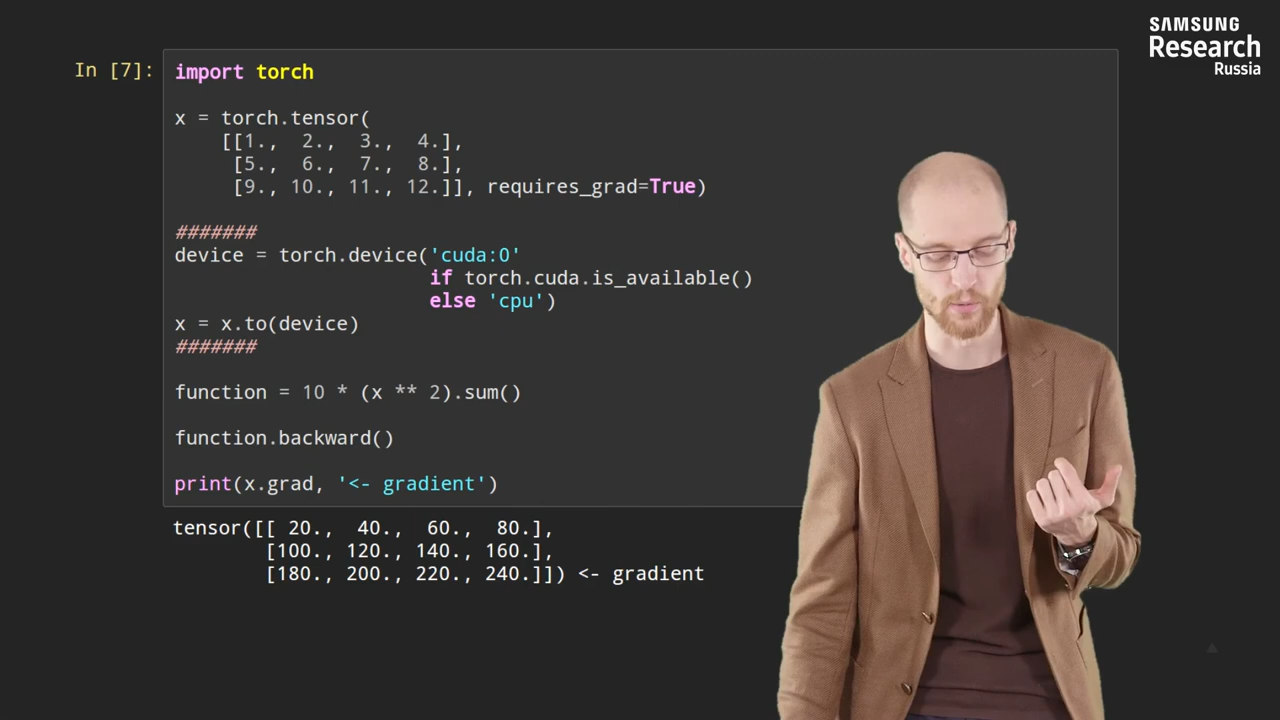 SAMSUNG
Research
Russia
In [7]:
import torch
x = torch.tensor(
[[1., 2., 3., 4.],
[5., 6., 7., 8.],
[9., 10., 11., 12.]], requires_grad=True)
#######
device = torch.device('cuda:0'
if torch.cuda.is_available()
else 'cpu')
x = x.to(device)
#######
function = 10 * (x ** 2).sum()
function.backward()
print(x.grad, '<- gradient')
tensor([[ 20., 40., 60., 80.],
[100., 120., 140., 160.],
[180., 200., 220., 240.]]) <- gradient